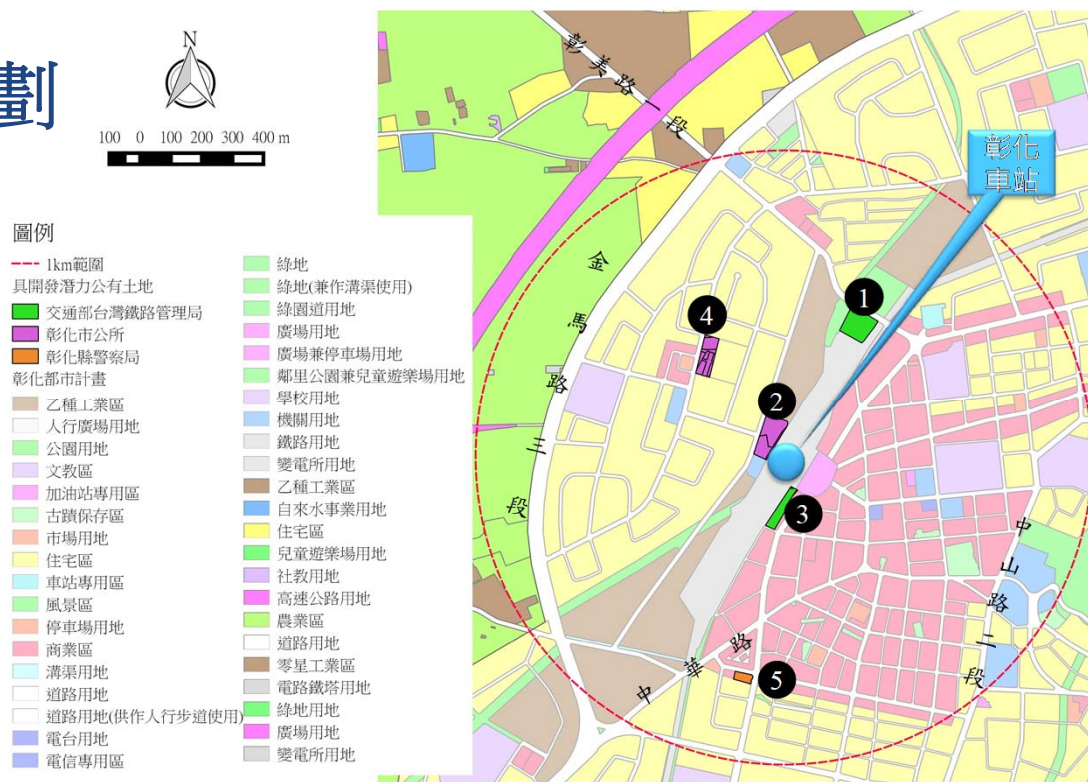 劃
N
100 0 100 200 300 400 m
圖例
1km範圍
具開發潛力公有土地
交通部台灣鐵路管理局
彰化市公所
彰化縣警察局
彰化都市計畫
乙種工業區
人行廣場用地
公園用地
文教區
加油站專用區
古蹟保存區
市場用地
住宅區
車站專用區
風景區
停車場用地
商業區
溝渠用地
道路用地
道路用地(供作人行步道使用)
電台用地
電信專用區
綠地
綠地(兼作溝渠使用)
綠園道用地
廣場用地
廣場兼停車場用地
鄰里公園兼兒童遊樂場用地
學校用地
機關用地
鐵路用地
變電所用地
乙種工業區
自來水事業用地
住宅區
兒童遊樂場用地
社教用地
高速公路用地
農業區
道路用地
零星工業區
電路鐵塔用地
綠地用地
廣場用地
變電所用地
彰美路一段
彰化
車站
金馬路三段
1
4
2
3
中山路二段
中華路
5